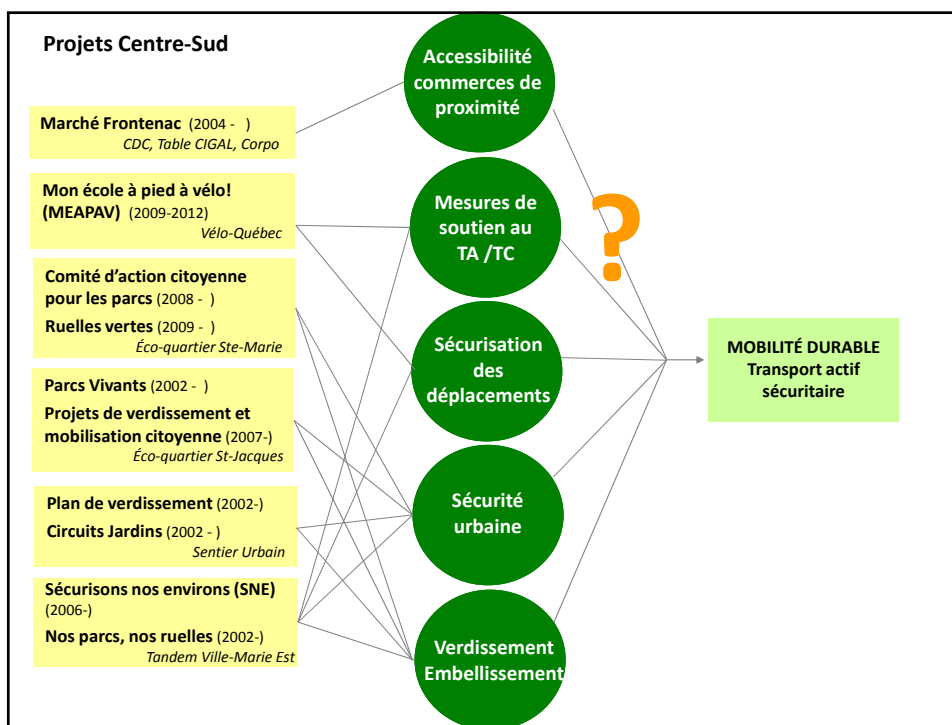 Projets Centre-Sud
Marché Frontenac (2004 - )
CDC, Table CIGAL, Corpo
Mon école à pied à vélo!
(MEAPAV) (2009-2012)
Vélo-Québec
Comité d’action citoyenne
pour les parcs (2008 - )
Ruelles vertes (2009 - )
Éco-quartier Ste-Marie
Parcs Vivants (2002 - )
Projets de verdissement et
mobilisation citoyenne (2007-)
Éco-quartier St-Jacques
Plan de verdissement (2002-)
Circuits Jardins (2002 - )
Sentier Urbain
Sécurisons nos environs (SNE)
(2006-)
Nos parcs, nos ruelles (2002-)
Tandem Ville-Marie Est
Accessibilité
commerces de
proximité
Mesures de
soutien au
TA /TC
Sécurisation
des
déplacements
Sécurité
urbaine
Verdissement
Embellissement
?
MOBILITÉ DURABLE
Transport actif
sécuritaire